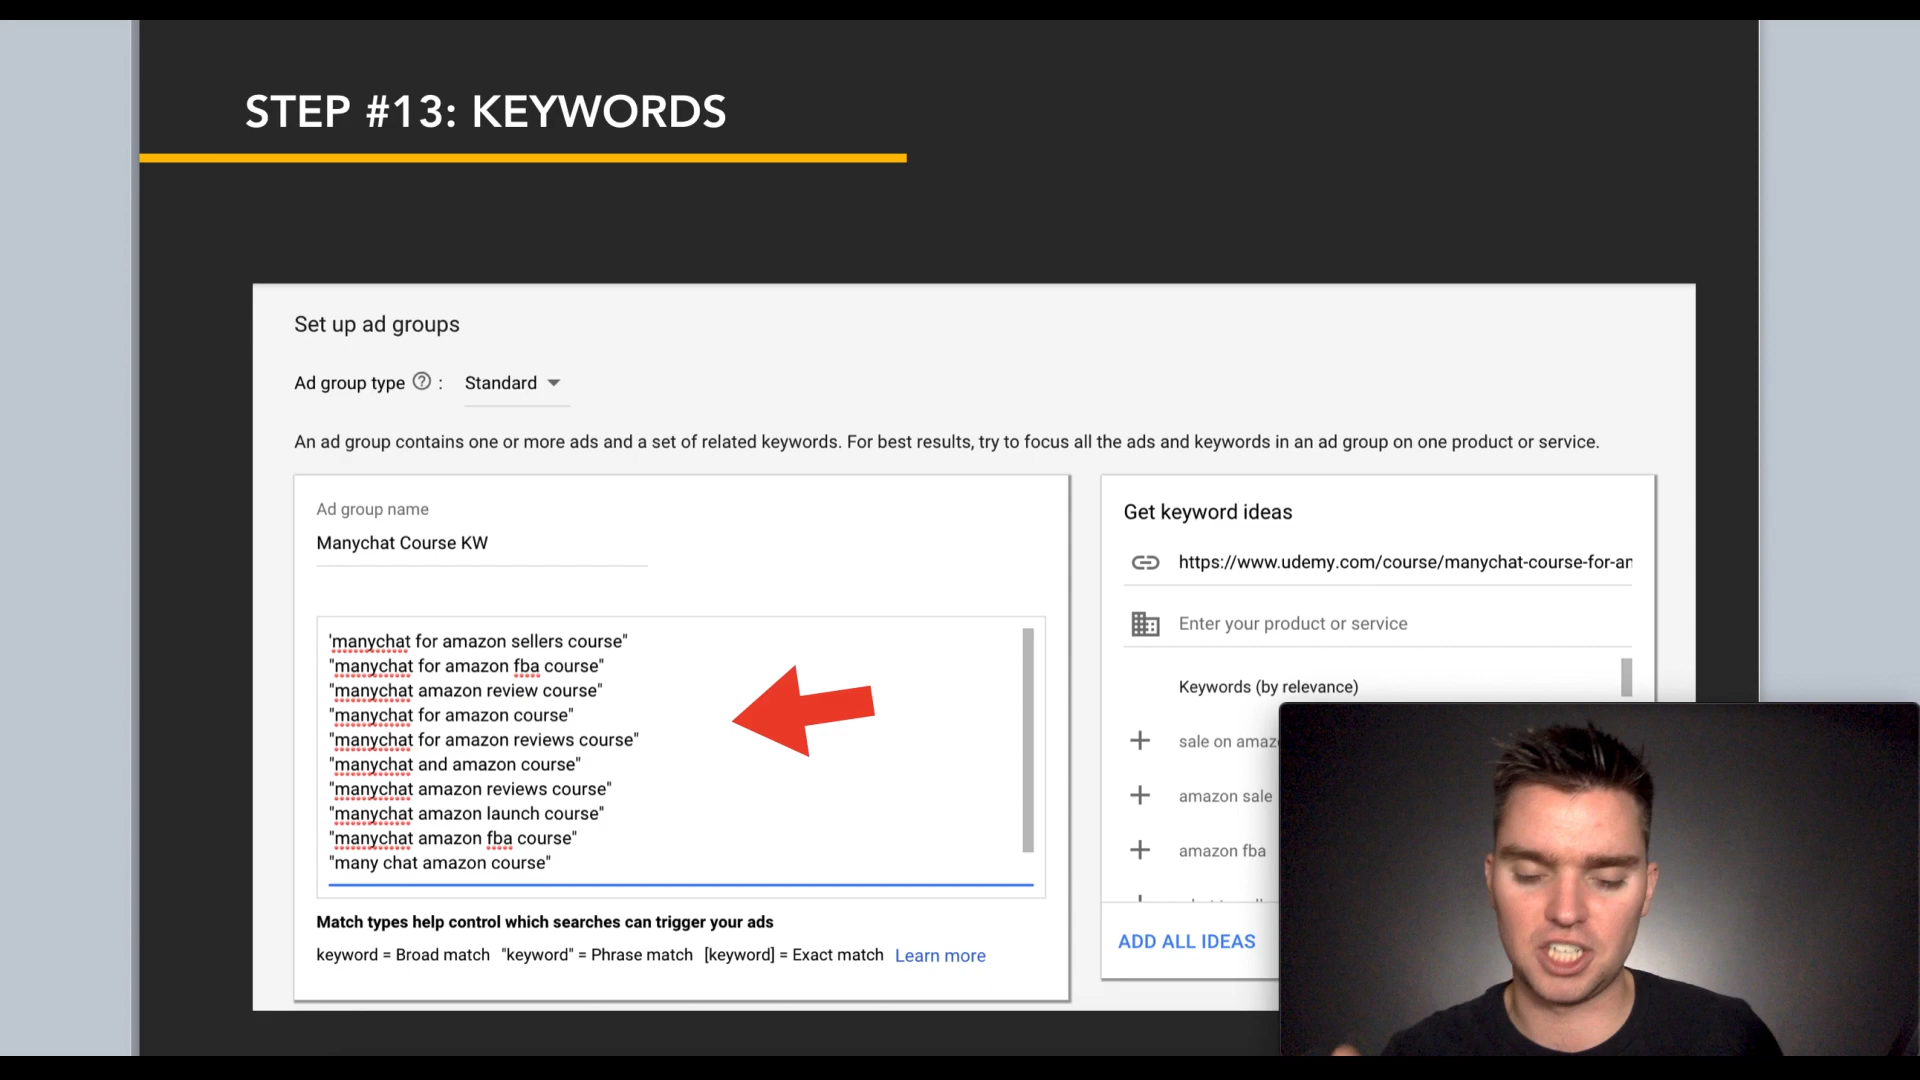 STEP #13: KEYWORDS
Set up ad groups
Ad group type ? : Standard
An ad group contains one or more ads and a set of related keywords. For best results, try to focus all the ads and keywords in an ad group on one product or service.
Ad group name
Manychat Course KW
'manychat for amazon sellers course"
"manychat for amazon fba course"
"manychat amazon review course"
"manychat for amazon course"
"manychat for amazon reviews course"
"manychat and amazon course"
"manychat amazon reviews course"
"manychat amazon launch course"
"manychat amazon fba course"
"many chat amazon course"
Match types help control which searches can trigger your ads
keyword = Broad match "keyword" = Phrase match [keyword] = Exact match Learn more
Get keyword ideas
https://www.udemy.com/course/manychat-course-for-am
Enter your product or service
Keywords (by relevance)
sale on amaz
amazon sale
amazon fba
ADD ALL IDEAS